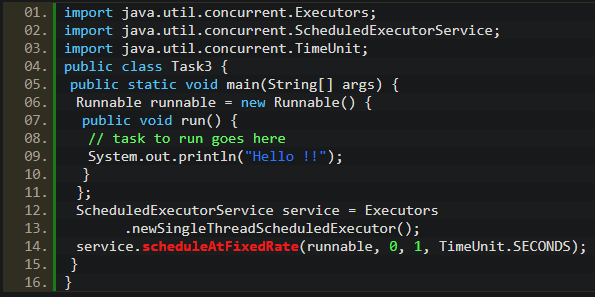 01. import java.util.concurrent.Executors;
02. import java.util.concurrent.ScheduledExecutorService;
03. import java.util.concurrent.TimeUnit;
04. public class Task3 {
05. public static void main(String[] args) {
06. Runnable runnable = new Runnable() {
07. public void run() {
08. // task to run goes here
09. System.out.println("Hello !!");
10. }
11. };
12. ScheduledExecutorService service = Executors
13. .newSingleThreadScheduledExecutor();
14. service.scheduleAtFixedRate(runnable, 0, 1, TimeUnit.SECONDS);
15. }
16. }